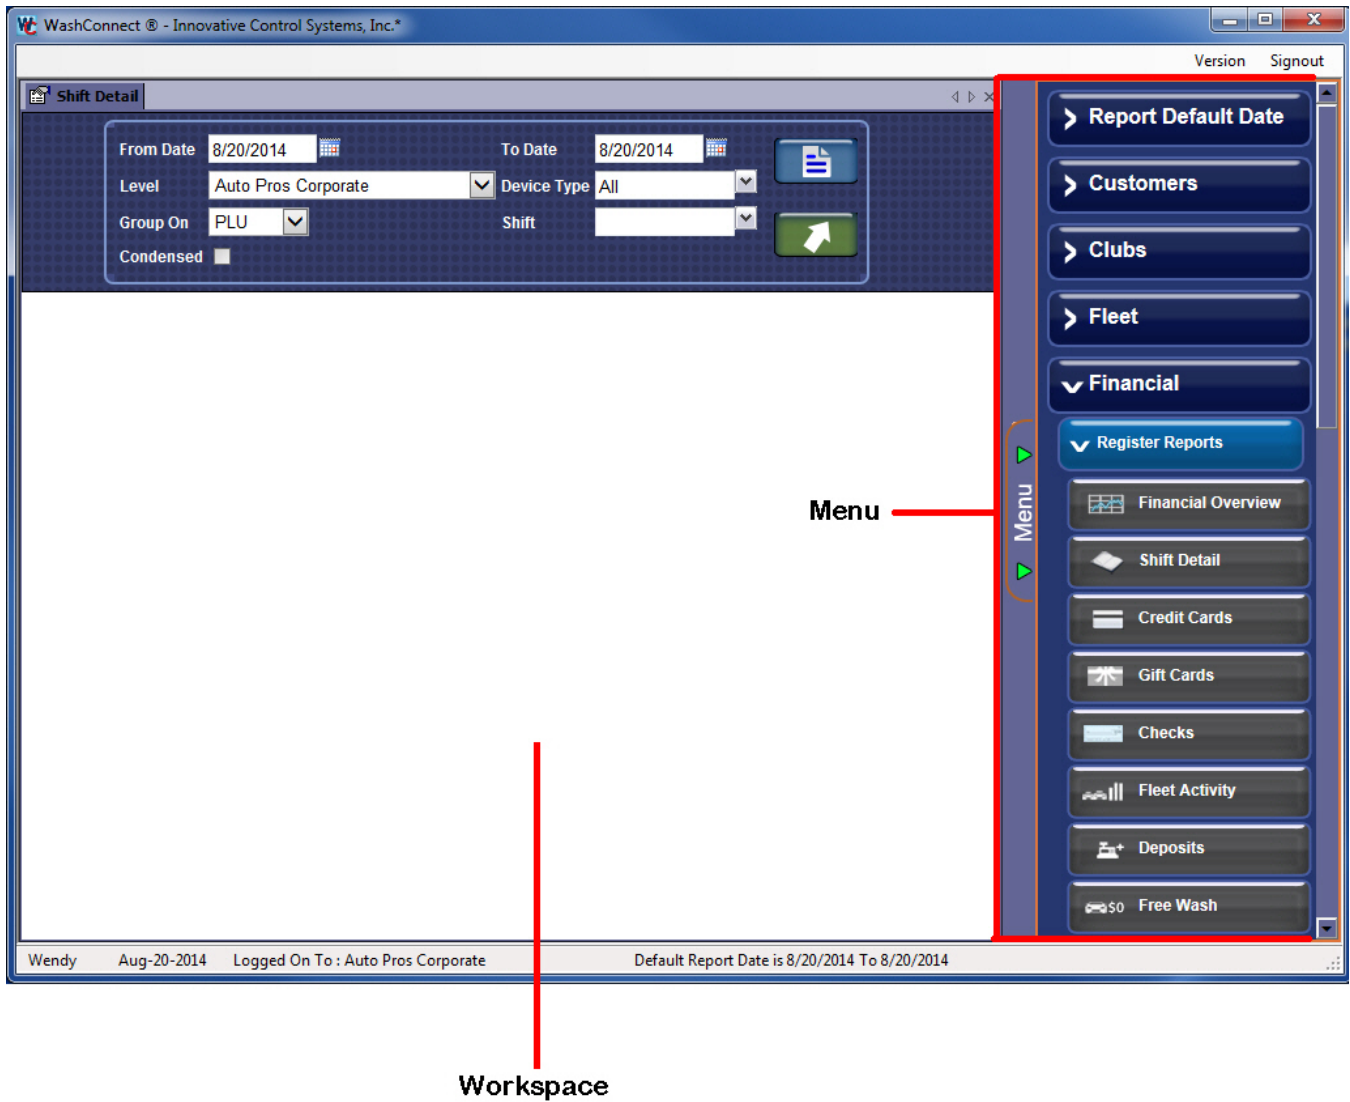 WashConnect ® - Innovative Control Systems, Inc.*
Version Signout
Shift Detail
From Date 8/20/2014 To Date 8/20/2014
Level Auto Pros Corporate Device Type All
Group On PLU Shift
Condensed
Menu
Menu
Report Default Date
Customers
Clubs
Fleet
Financial
Register Reports
Financial Overview
Shift Detail
Credit Cards
Gift Cards
Checks
Fleet Activity
Deposits
$0 Free Wash
Wendy Aug-20-2014 Logged On To : Auto Pros Corporate Default Report Date is 8/20/2014 To 8/20/2014
Workspace